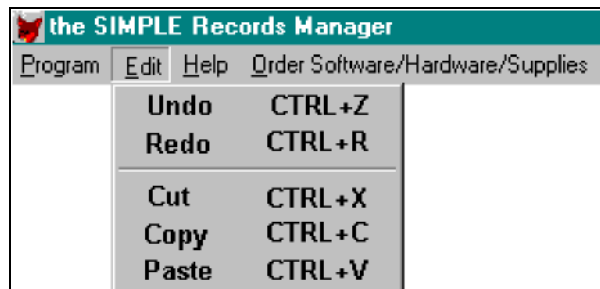 the SIMPLE Records Manager
Program Edit Help Order Software/Hardware/Supplies
Undo CTRL+Z
Redo CTRL+R
Cut CTRL+X
Copy CTRL+C
Paste CTRL+V